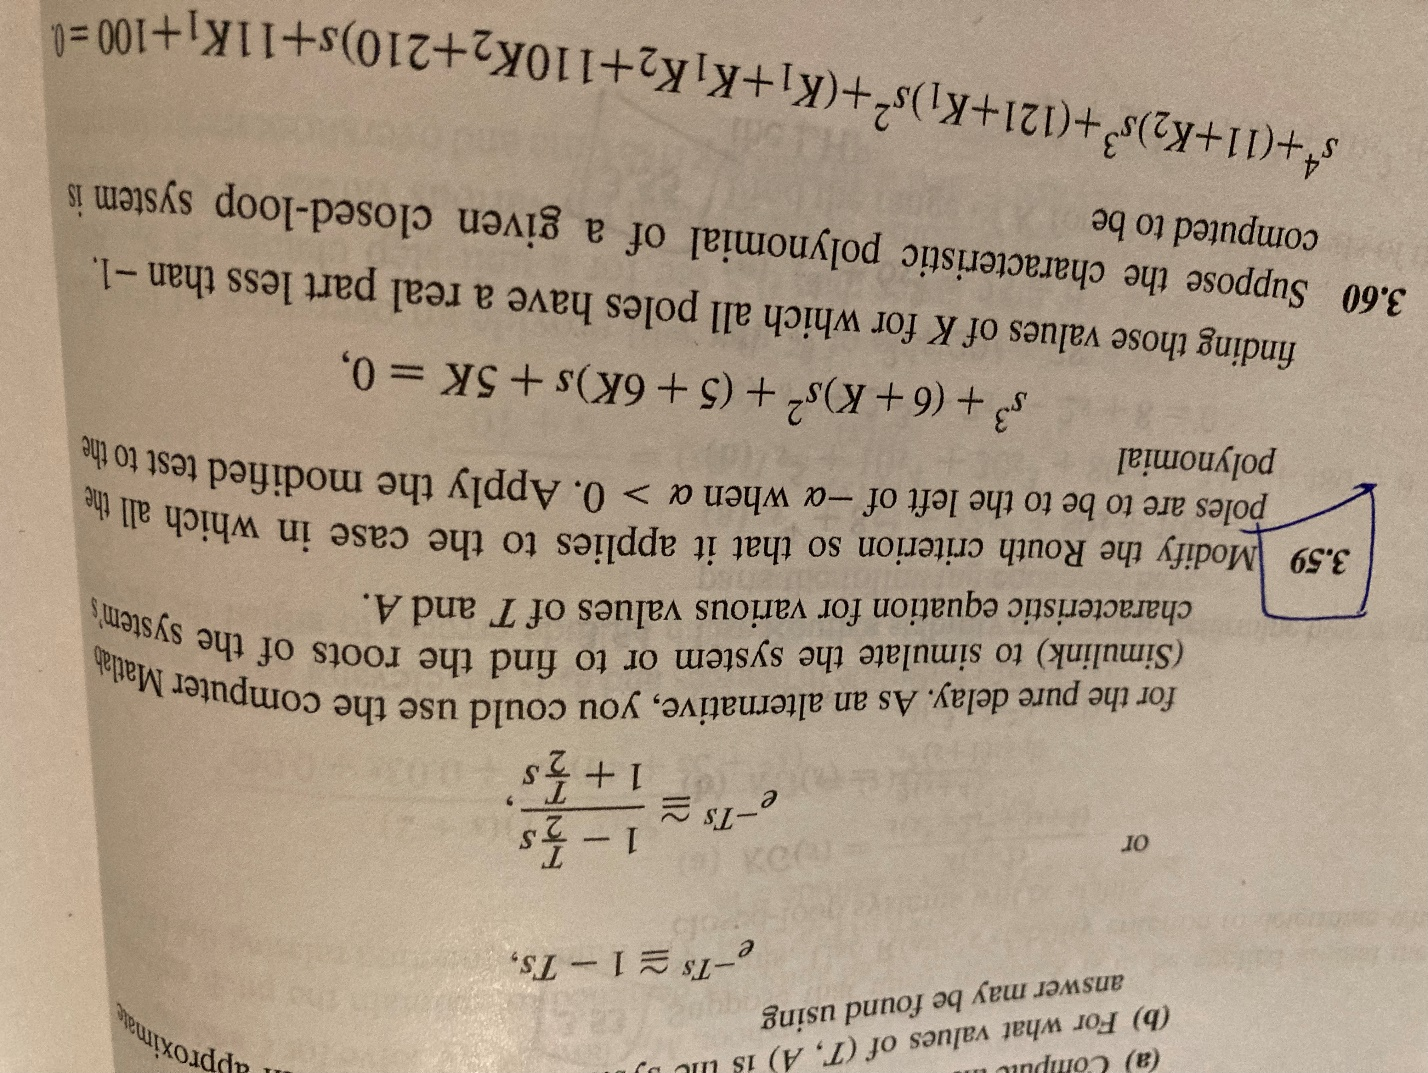 (a) Compute
(b) For what values of (T, A) is the
answer may be found using
e^{-Ts} ≅ 1 − Ts,
or
e^{-Ts} ≅ \frac{1 − \frac{T}{2}s}{1 + \frac{T}{2}s},
for the pure delay. As an alternative, you could use the computer Matlab
(Simulink) to simulate the system or to find the roots of the system's
characteristic equation for various values of T and A.
3.59 Modify the Routh criterion so that it applies to the case in which all the
poles are to be to the left of −α when α > 0. Apply the modified test to the
polynomial
s^3 + (6 + K)s^2 + (5 + 6K)s + 5K = 0,
finding those values of K for which all poles have a real part less than −1.
3.60 Suppose the characteristic polynomial of a given closed-loop system is
computed to be
s^4+(11+K_2)s^3+(121+K_1)s^2+(K_1+K_1K_2+110K_2+210)s+11K_1+100 = 0.